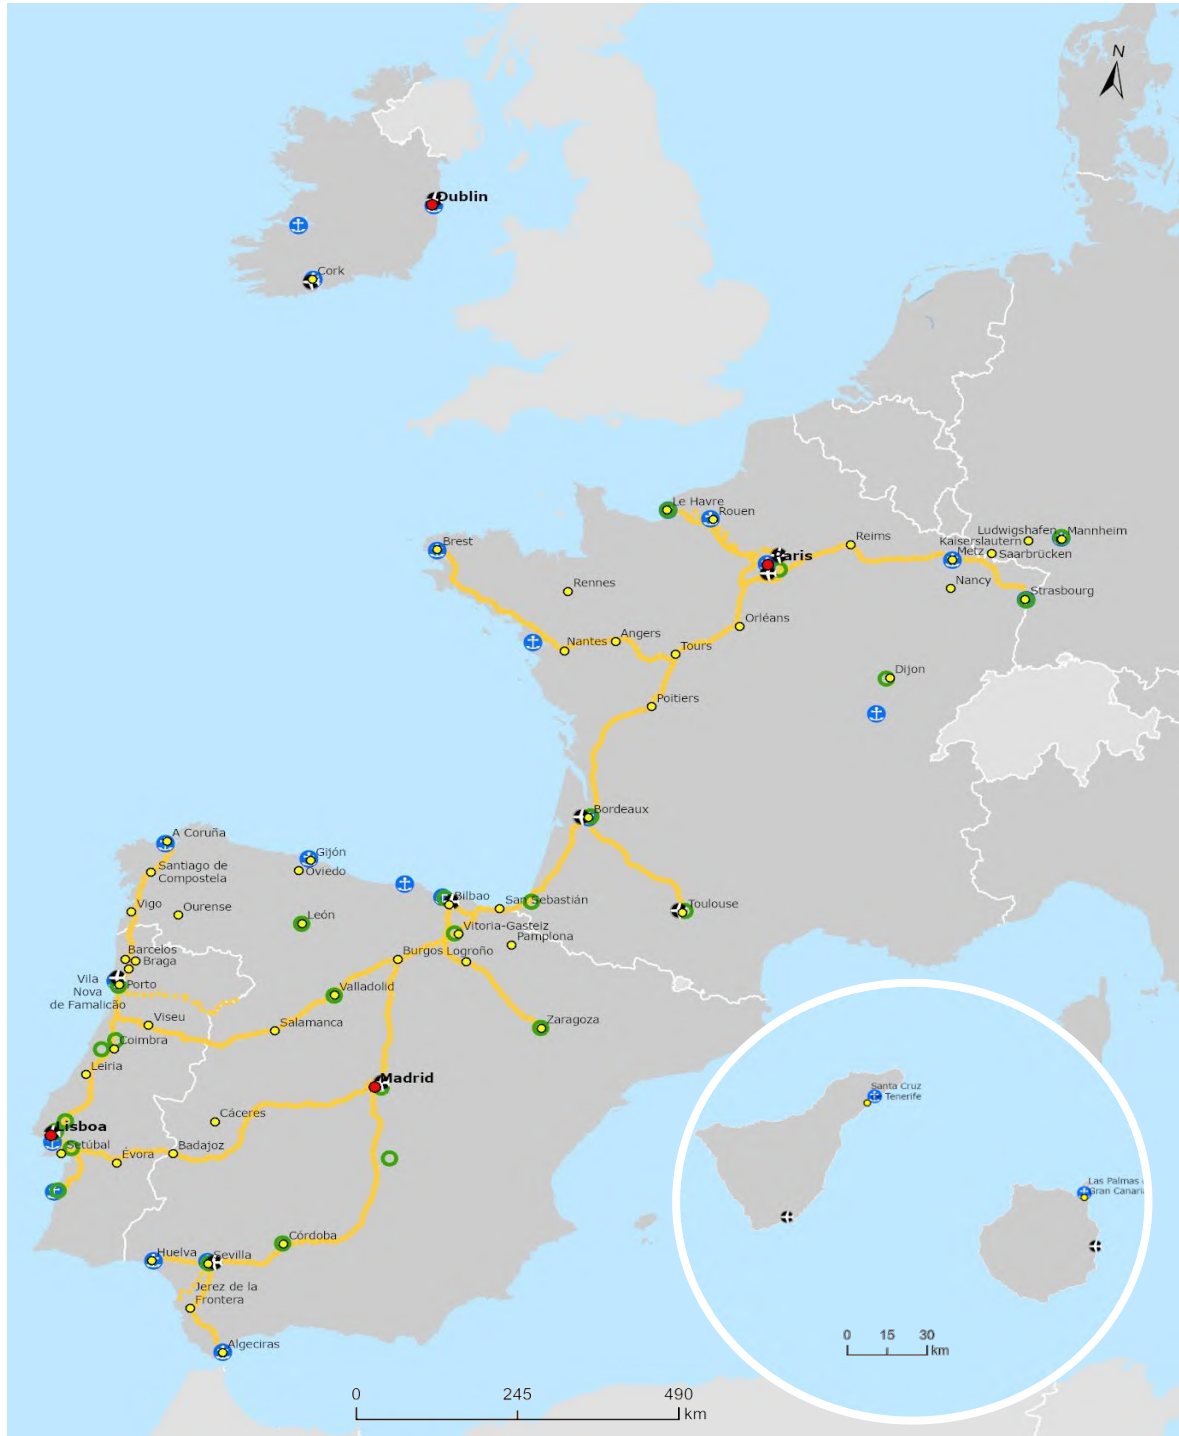 N
Dublin
Cork
Le Havre
Rouen
Brest
Paris
Reims
Ludwigshafen
Mannheim
Kaiserslautern
Metz
Saarbrücken
Nancy
Strasbourg
Rennes
Orléans
Nantes
Angers
Tours
Dijon
Poitiers
Bordeaux
A Coruña
Gijón
Santiago de
Compostela
Oviedo
Vigo
Ourense
León
Bilbao
San Sebastián
Toulouse
Vitoria-Gasteiz
Pamplona
Barcelos
Braga
Burgos
Logroño
Vila
Nova
de Famalicão
Porto
Valladolid
Viseu
Salamanca
Zaragoza
Coimbra
Leiria
Madrid
Santa Cruz
Tenerife
Cáceres
Lisboa
Setúbal
Évora
Badajoz
Las Palmas
Gran Canaria
Córdoba
Huelva
Sevilla
Jerez de la
Frontera
Algeciras
0 15 30
km
0 245 490
km